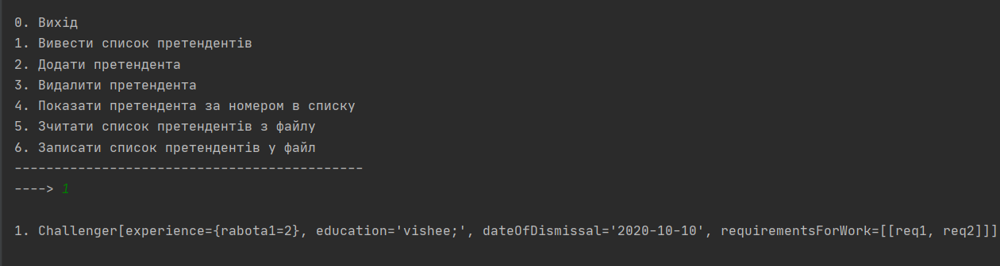 0. Вихід
1. Вивести список претендентів
2. Додати претендента
3. Видалити претендента
4. Показати претендента за номером в списку
5. Зчитати список претендентів з файлу
6. Записати список претендентів у файл
--------------------------------------------
----> 1
1. Challenger[experience={rabota1=2}, education='vishee;', dateOfDismissal='2020-10-10', requirementsForWork=[[req1, req2]]]